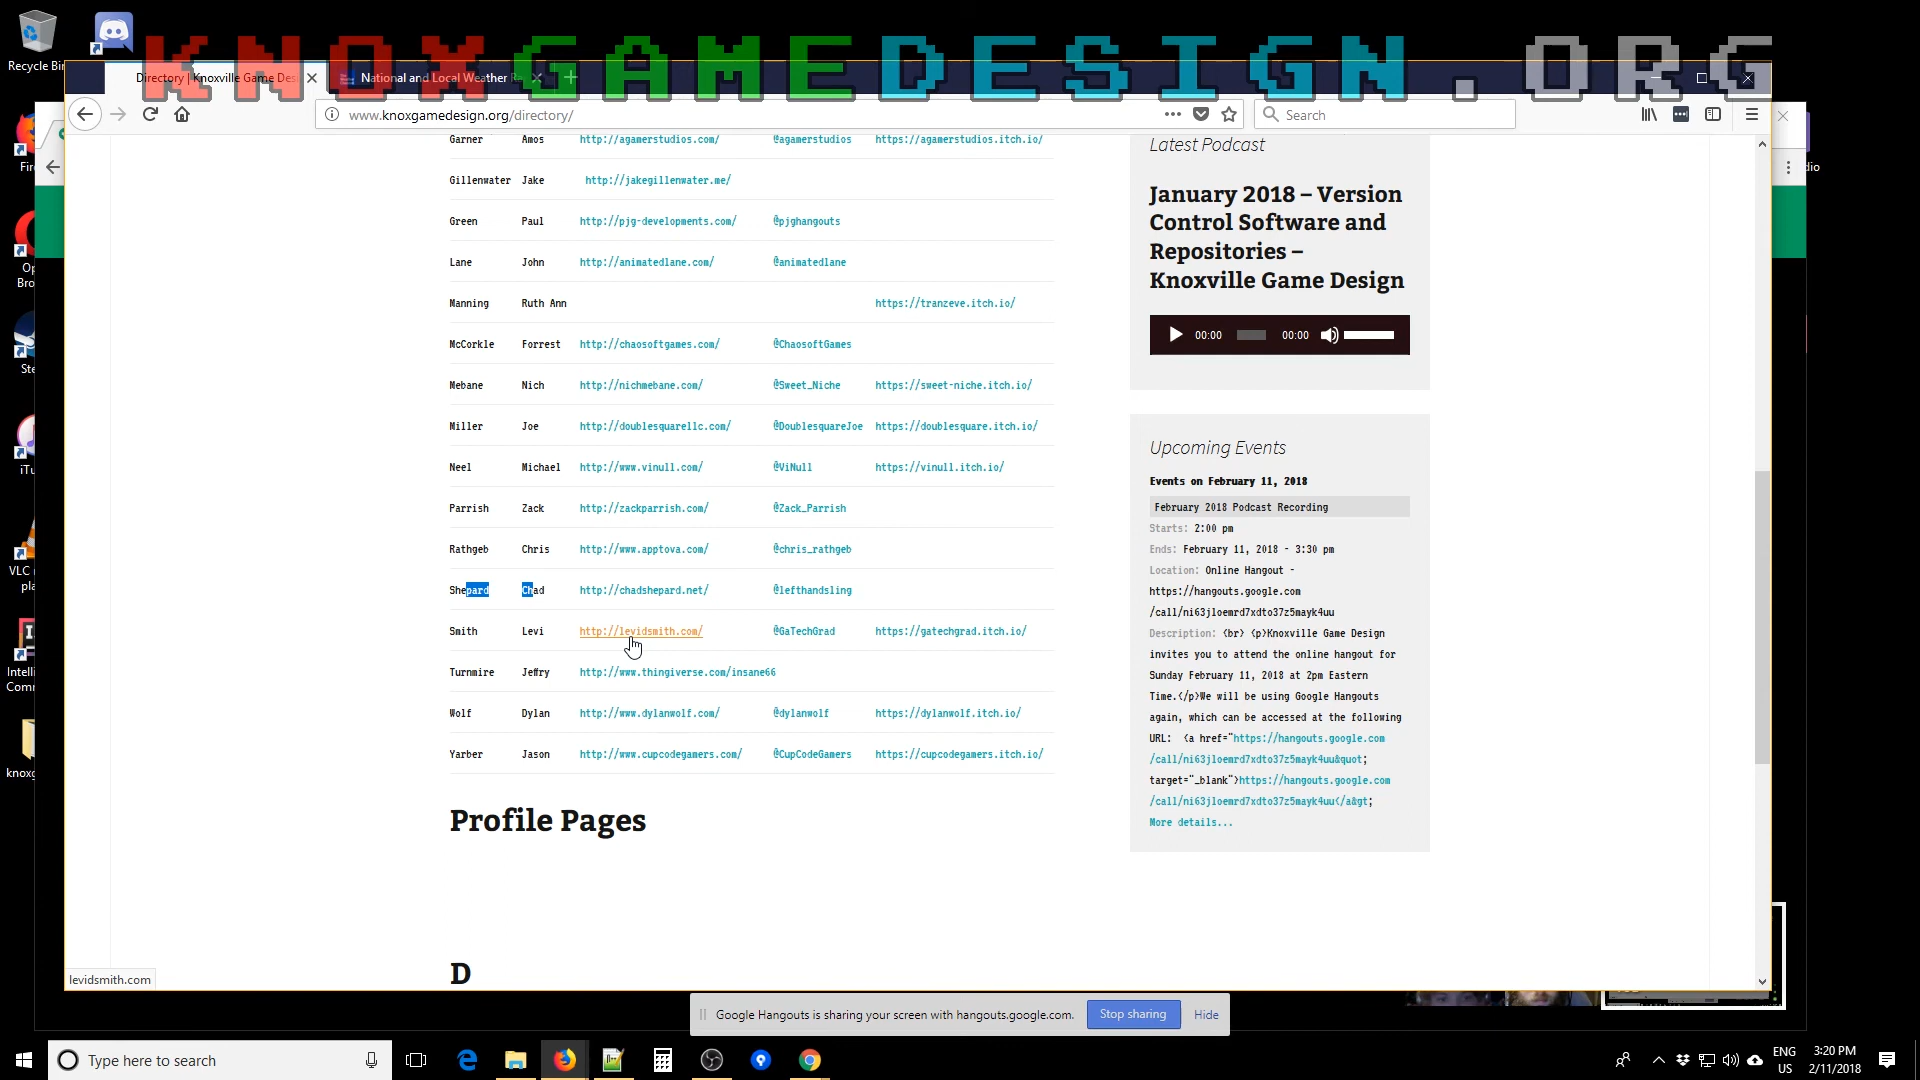 Recycle Bin
KNOXGAMEDESIGN.ORG
Directory | Knoxville Game Des
National and Local Weather Ra
www.knoxgamedesign.org/directory/
Search
Garner Amos http://agamerstudios.com/ @agamerstudios https://agamerstudios.itch.io/
Gillenwater Jake http://jakegillenwater.me/
Green Paul http://pjg-developments.com/ @pjghangouts
Lane John http://animatedlane.com/ @animatedlane
Manning Ruth Ann https://tranzeve.itch.io/
McCorkle Forrest http://chaosoftgames.com/ @ChaosoftGames
Mebane Nich http://nichmebane.com/ @Sweet_Niche https://sweet-niche.itch.io/
Miller Joe http://doublesquarellc.com/ @DoublesquareJoe https://doublesquare.itch.io/
Neel Michael http://www.vinull.com/ @ViNull https://vinull.itch.io/
Parrish Zack http://zackparrish.com/ @Zack_Parrish
Rathgeb Chris http://www.apptova.com/ @chris_rathgeb
Shepard Chad http://chadshepard.net/ @lefthandsling
Smith Levi http://levidsmith.com/ @GaTechGrad https://gatechgrad.itch.io/
Turnmire Jeffry http://www.thingiverse.com/insane66
Wolf Dylan http://www.dylanwolf.com/ @dylanwolf https://dylanwolf.itch.io/
Yarber Jason http://www.cupcodegamers.com/ @CupCodeGamers https://cupcodegamers.itch.io/
Profile Pages
D
Latest Podcast
January 2018 – Version
Control Software and
Repositories –
Knoxville Game Design
00:00 00:00
Upcoming Events
Events on February 11, 2018
February 2018 Podcast Recording
Starts: 2:00 pm
Ends: February 11, 2018 - 3:30 pm
Location: Online Hangout -
https://hangouts.google.com
/call/ni63jloemrd7xdto37z5mayk4uu
Description: <br> <p>Knoxville Game Design
invites you to attend the online hangout for
Sunday February 11, 2018 at 2pm Eastern
Time.</p>We will be using Google Hangouts
again, which can be accessed at the following
URL: <a href="https://hangouts.google.com
/call/ni63jloemrd7xdto37z5mayk4uu&quot;
target="_blank">https://hangouts.google.com
/call/ni63jloemrd7xdto37z5mayk4uu</a&gt;
More details...
Fir
Op
Bro
Ste
iTu
VLC
pla
Intelli
Comm
knoxg
dio
levidsmith.com
Google Hangouts is sharing your screen with hangouts.google.com.
Stop sharing
Hide
Type here to search
ENG
US
3:20 PM
2/11/2018